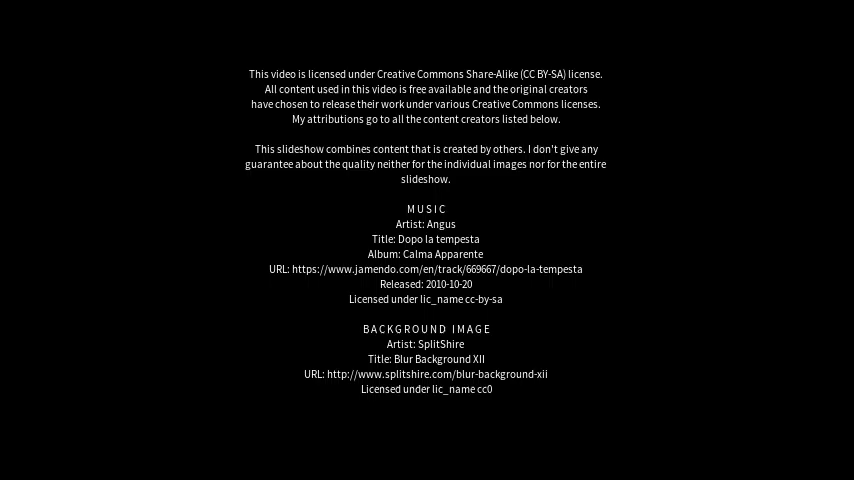 This video is licensed under Creative Commons Share-Alike (CC BY-SA) license.
All content used in this video is free available and the original creators
have chosen to release their work under various Creative Commons licenses.
My attributions go to all the content creators listed below.
This slideshow combines content that is created by others. I don't give any
guarantee about the quality neither for the individual images nor for the entire
slideshow.
MUSIC
Artist: Angus
Title: Dopo la tempesta
Album: Calma Apparente
URL: https://www.jamendo.com/en/track/669667/dopo-la-tempesta
Released: 2010-10-20
Licensed under lic_name cc-by-sa
BACKGROUND IMAGE
Artist: SplitShire
Title: Blur Background XII
URL: http://www.splitshire.com/blur-background-xii
Licensed under lic_name cc0